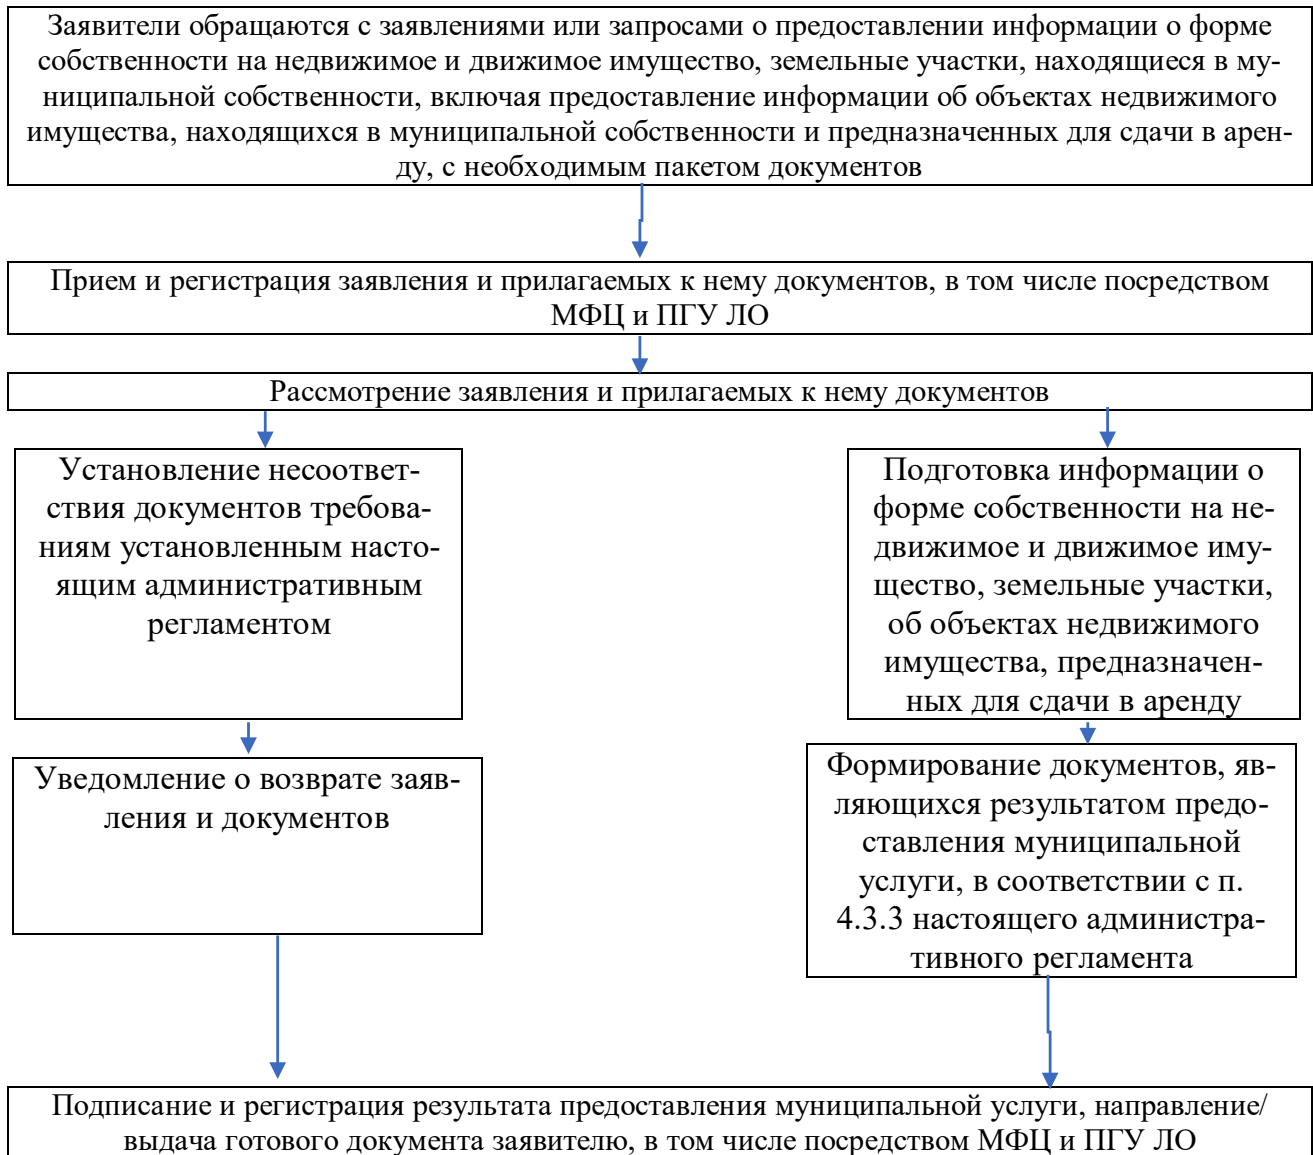 Заявители обращаются с заявлениями или запросами о предоставлении информации о форме
собственности на недвижимое и движимое имущество, земельные участки, находящиеся в му-
ниципальной собственности, включая предоставление информации об объектах недвижимого
имущества, находящихся в муниципальной собственности и предназначенных для сдачи в арен-
ду, с необходимым пакетом документов
Прием и регистрация заявления и прилагаемых к нему документов, в том числе посредством
МФЦ и ПГУ ЛО
Рассмотрение заявления и прилагаемых к нему документов
Установление несоответ-
ствия документов требова-
ниям установленным насто-
ящим административным
регламентом
Подготовка информации о
форме собственности на не-
движимое и движимое иму-
щество, земельные участки,
об объектах недвижимого
имущества, предназначен-
ных для сдачи в аренду
Уведомление о возврате заяв-
ления и документов
Формирование документов, яв-
ляющихся результатом предо-
ставления муниципальной
услуги, в соответствии с п.
4.3.3 настоящего администра-
тивного регламента
Подписание и регистрация результата предоставления муниципальной услуги, направление/
выдача готового документа заявителю, в том числе посредством МФЦ и ПГУ ЛО